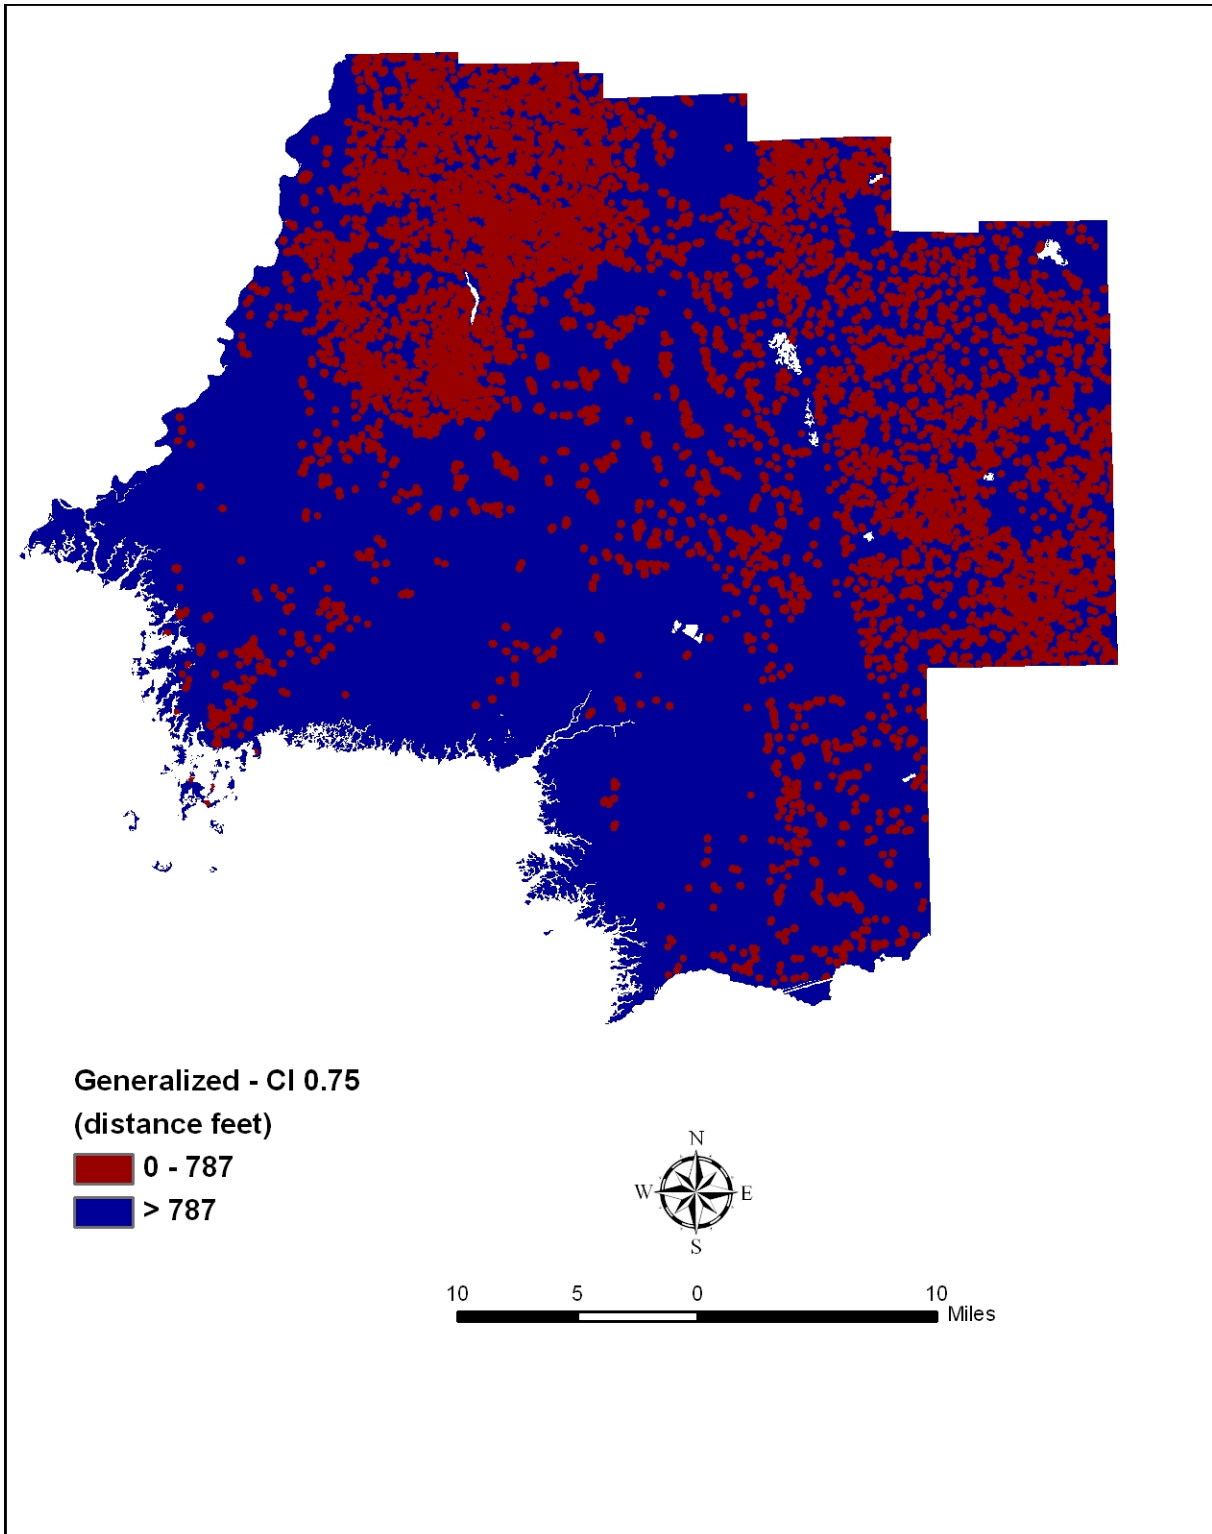 Generalized - CI 0.75
(distance feet)
0 - 787
> 787
N
W E
S
10 5 0 10
Miles